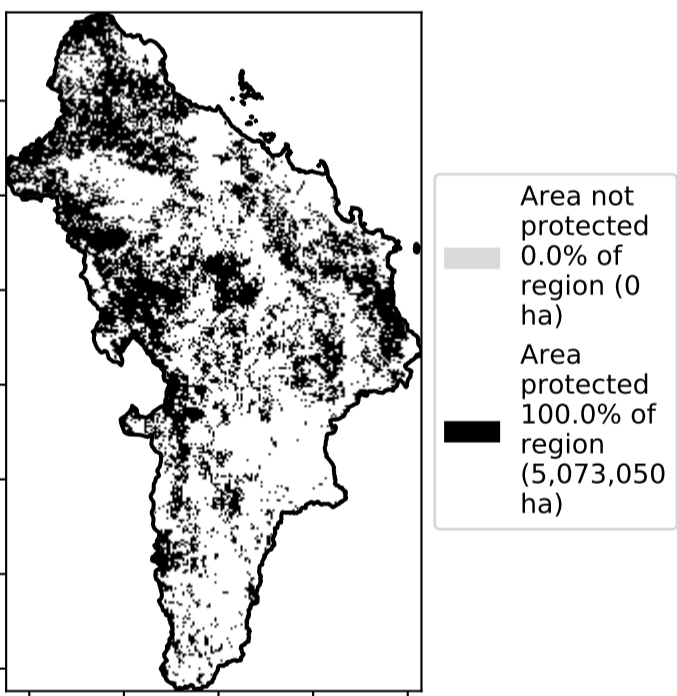 Area not
protected
0.0% of
region (0
ha)
Area
protected
100.0% of
region
(5,073,050
ha)